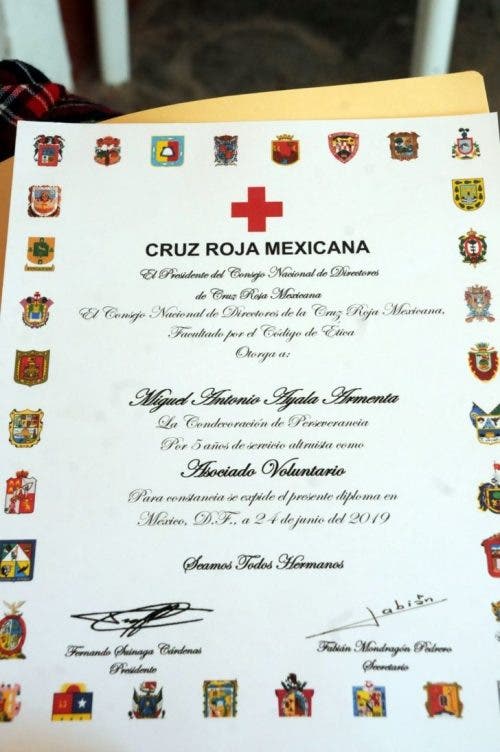 CRUZ ROJA MEXICANA
El Presidente del Consejo Nacional de Directores
de Cruz Roja Mexicana
El Consejo Nacional de Directores de la Cruz Roja Mexicana,
Facultado por el Código de Etica
Otorga a:
Miguel Antonio Ayala Armenta
La Condecoración de Perseverancia
Por 5 años de servicio altruista como
Asociado Voluntario
Para constancia se expide el presente diploma en
México, D.F., a 24 de junio del 2019
Seamos Todos Hermanos
Fabián
Fernando Suinaga Cárdenas
Presidente
Fabián Mondragón Pedrero
Secretario